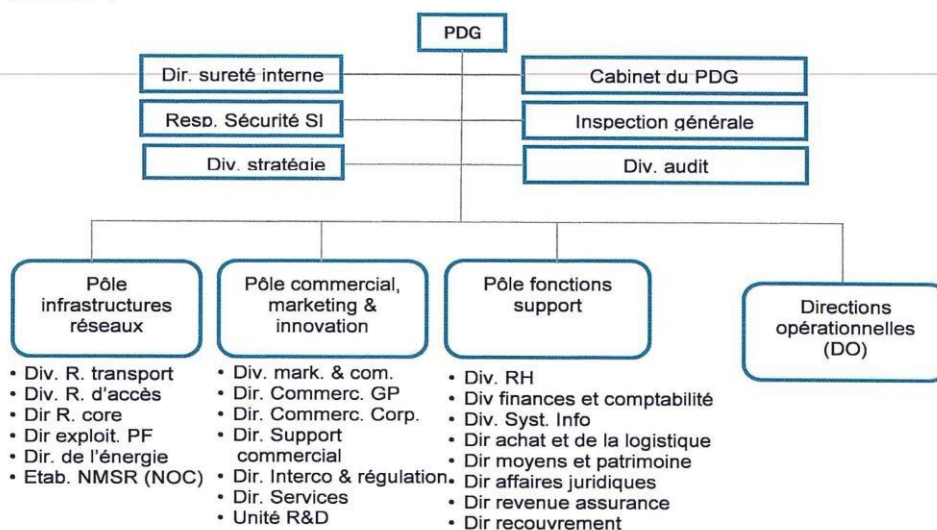 PDG
Dir. sureté interne
Cabinet du PDG
Resp. Sécurité SI
Inspection générale
Div. stratégie
Div. audit
Pôle
infrastructures
réseaux
• Div. R. transport
• Div. R. d'accès
• Dir R. core
• Dir exploit. PF
• Dir. de l'énergie
• Etab. NMSR (NOC)
Pôle commercial,
marketing &
innovation
• Div. mark. & com.
• Dir. Commerc. GP
• Dir. Commerc. Corp.
• Dir. Support
commercial
• Dir. Interco & régulation
• Dir. Services
• Unité R&D
Pôle fonctions
support
• Div. RH
• Div finances et comptabilité
• Div. Syst. Info
• Dir achat et de la logistique
• Dir moyens et patrimoine
• Dir affaires juridiques
• Dir revenue assurance
• Dir recouvrement
Directions
opérationnelles
(DO)